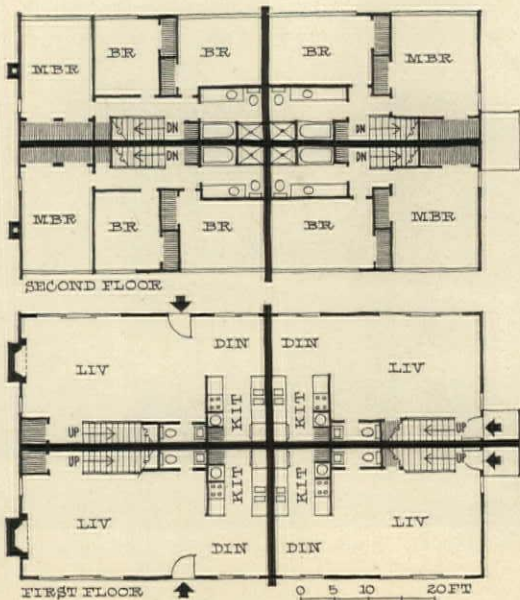 MBR BR BR BR MBR
DN DN
DN DN
MBR BR BR BR MBR
SECOND FLOOR
DIN DIN
LIV LIV
KIT KIT
UP UP
UP UP
KIT KIT
LIV LIV
DIN DIN
FIRST FLOOR
0 5 10 20 FT